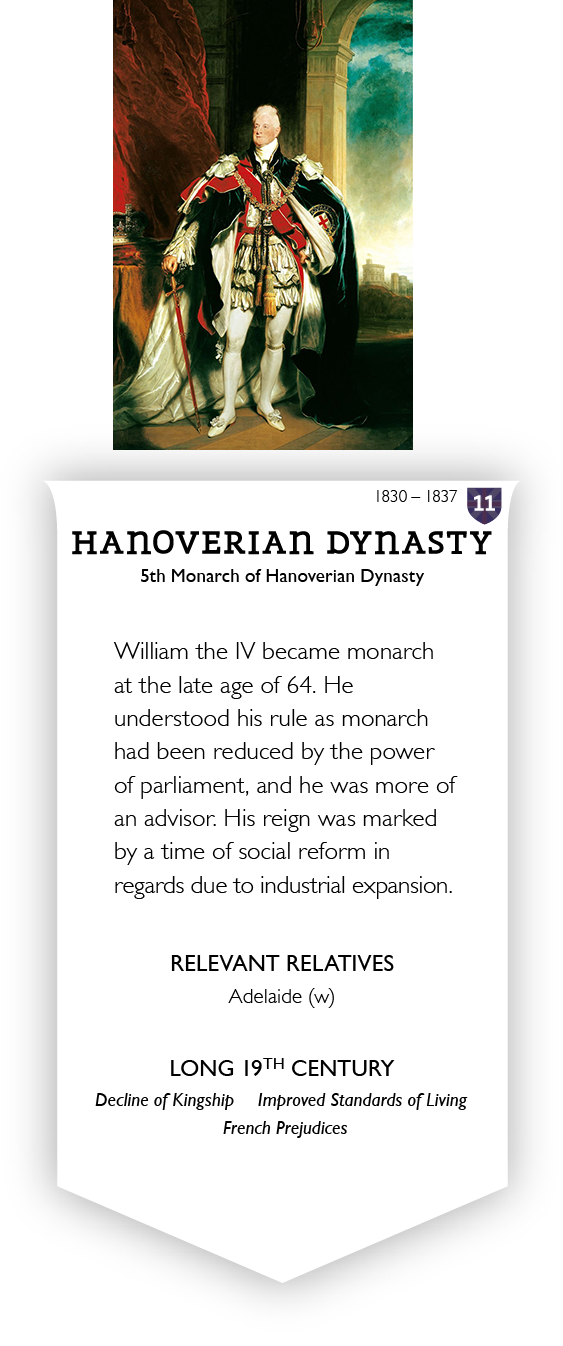 1830 – 1837 11
HANOVERIAN DYNASTY
5th Monarch of Hanoverian Dynasty
William the IV became monarch
at the late age of 64. He
understood his rule as monarch
had been reduced by the power
of parliament, and he was more of
an advisor. His reign was marked
by a time of social reform in
regards due to industrial expansion.
RELEVANT RELATIVES
Adelaide (w)
LONG 19TH CENTURY
Decline of Kingship Improved Standards of Living
French Prejudices